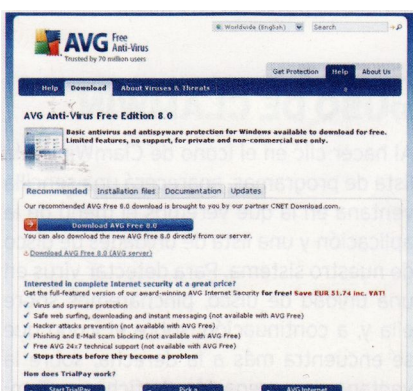 Worldwide (English) Search
AVG Free
Anti-Virus
Trusted by 70 million users
Get Protection Help About Us
Help Download About Viruses & Threats
AVG Anti-Virus Free Edition 8.0
Basic antivirus and antispyware protection for Windows available to download for free.
Limited features, no support, for private and non-commercial use only.
Recommended Installation files Documentation Updates
Our recommended AVG Free 8.0 download is brought to you by our partner CNET Download.com.
Download AVG Free 8.0
You can also download the new AVG Free 8.0 directly from our server.
Download AVG Free 8.0 (AVG server)
Interested in complete Internet security at a great price?
Get the full-featured version of our award-winning AVG Internet Security for free! Save EUR 51.74 inc. VAT!
Virus and spyware protection
Safe web surfing, downloading and instant messaging (not available with AVG Free)
Hacker attacks prevention (not available with AVG Free)
Phishing and E-mail scam blocking (not available with AVG Free)
Free AVG 24x7 technical support (not available with AVG Free)
Stops threats before they become a problem
How does TrialPay work?
Start TrialPay Pick a AVG Internet